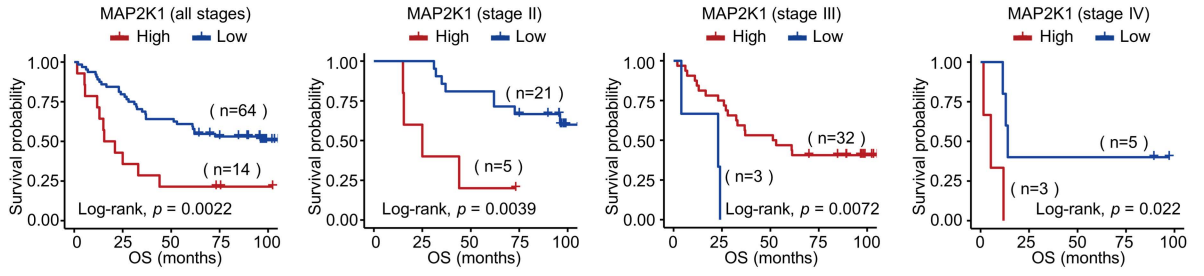 MAP2K1 (all stages)
High Low
Survival probability
1.00
0.75
0.50
0.25
0.00
( n=64)
( n=14 )
Log-rank, p = 0.0022
0 25 50 75 100
OS (months)
MAP2K1 (stage II)
High Low
Survival probability
1.00
0.75
0.50
0.25
0.00
( n=21)
( n=5 )
Log-rank, p = 0.0039
0 25 50 75 100
OS (months)
MAP2K1 (stage III)
High Low
Survival probability
1.00
0.75
0.50
0.25
0.00
( n=32)
( n=3 )
Log-rank, p = 0.0072
0 25 50 75 100
OS (months)
MAP2K1 (stage IV)
High Low
Survival probability
1.00
0.75
0.50
0.25
0.00
( n=5 )
( n=3 )
Log-rank, p = 0.022
0 25 50 75 100
OS (months)